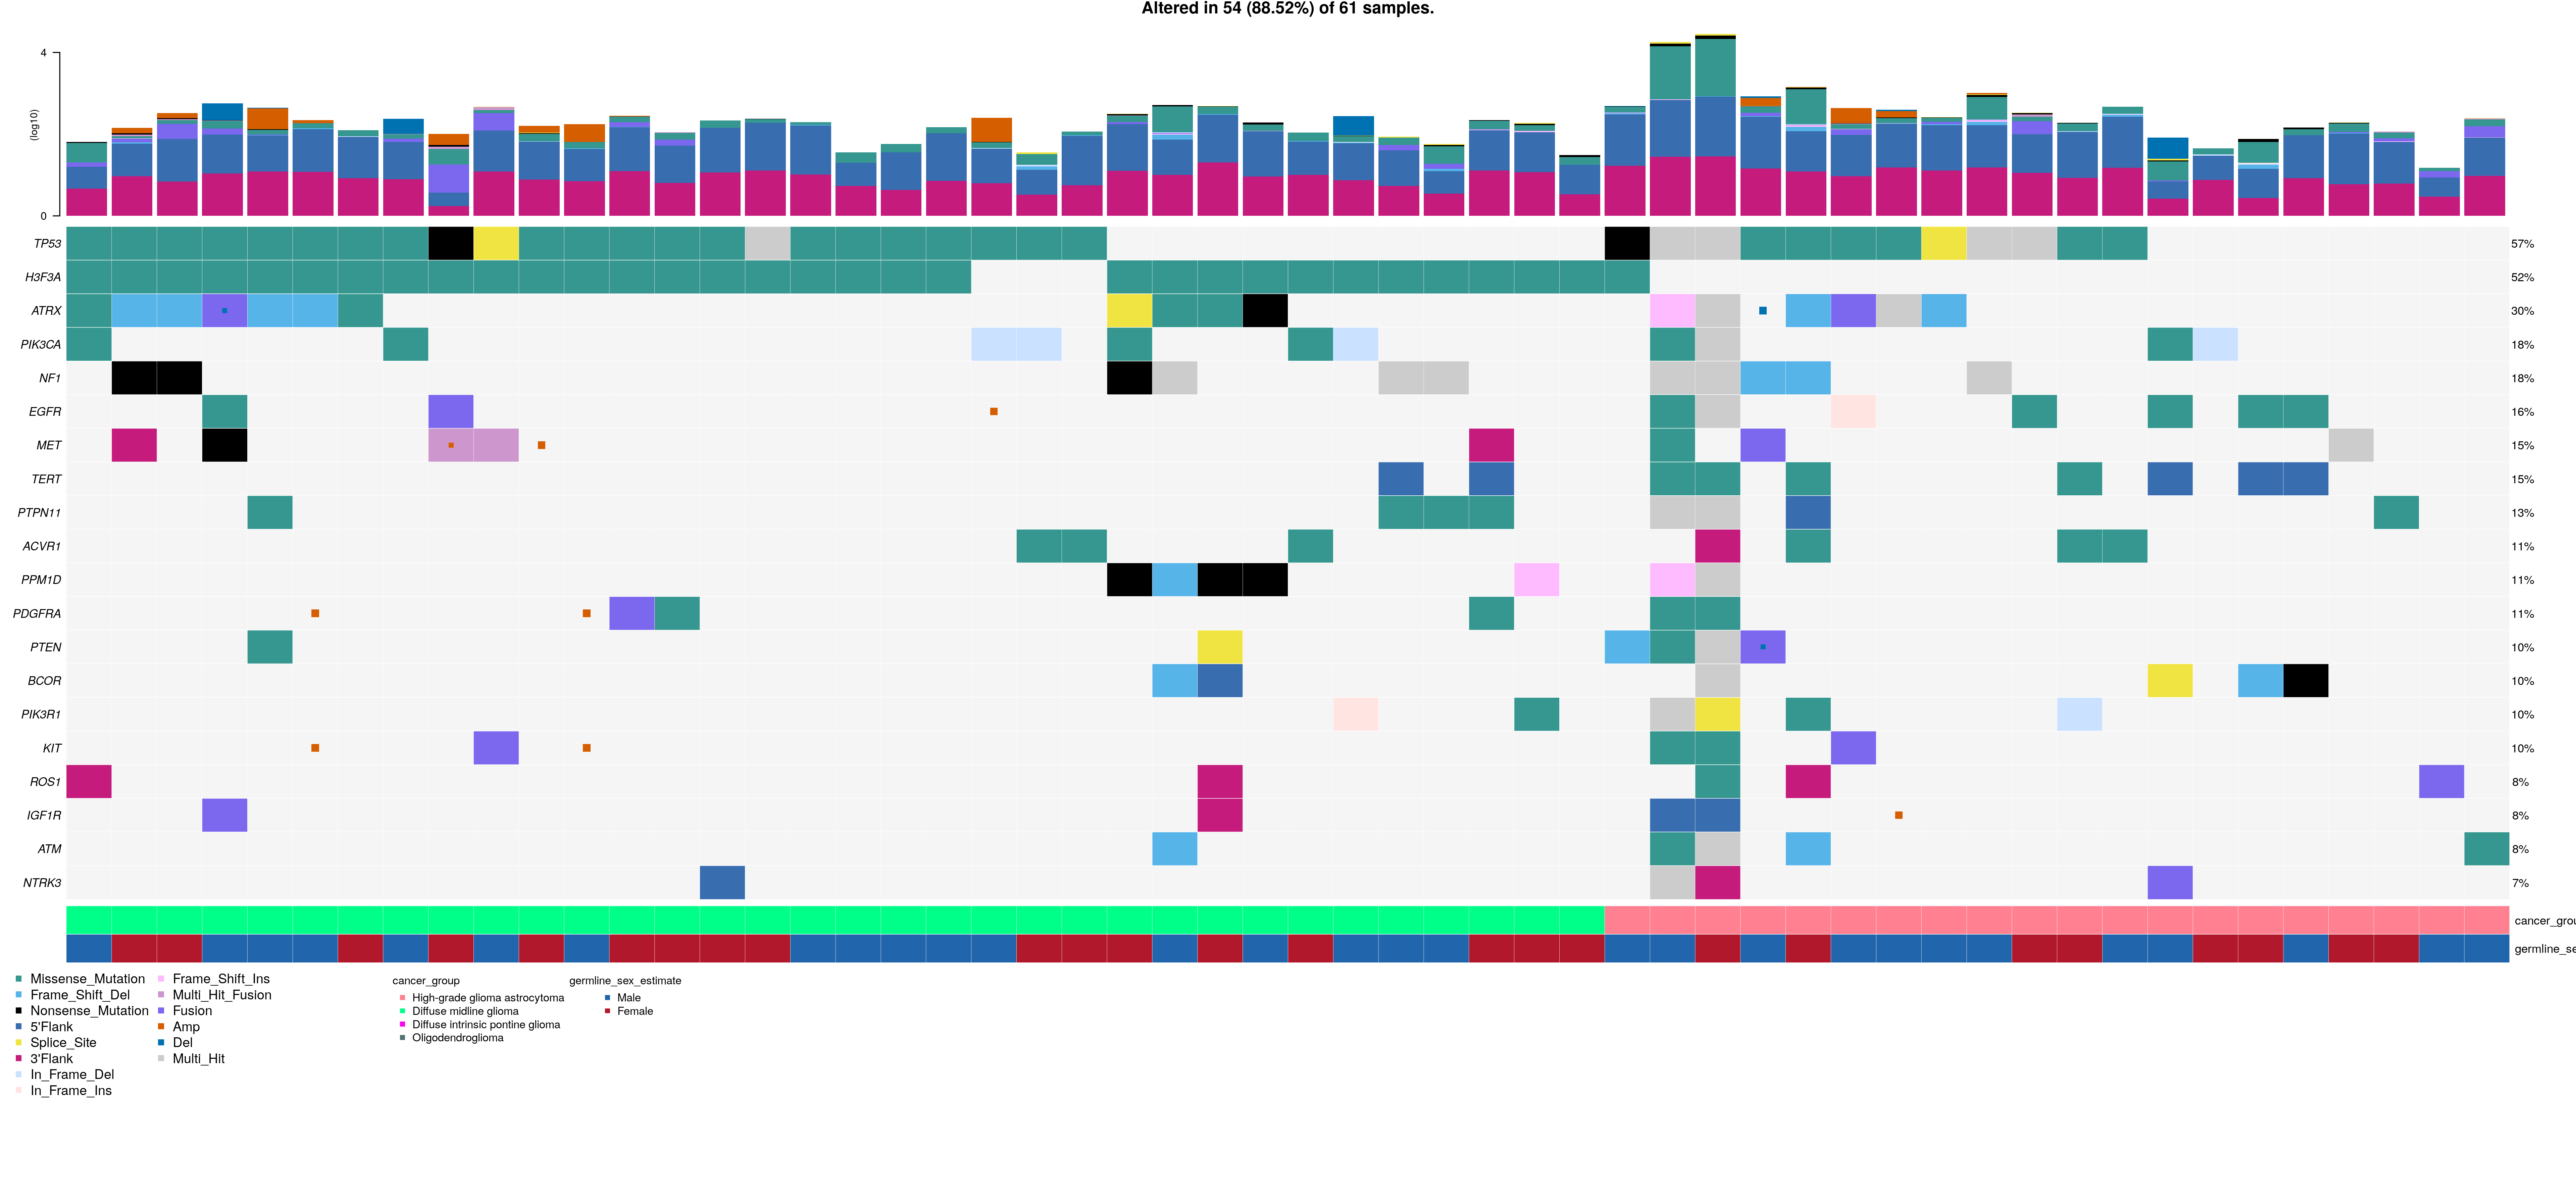 Altered in 54 (88.52%) of 61 samples.
4
(log10)
0
TP53 57%
H3F3A 52%
ATRX 30%
PIK3CA 18%
NF1 18%
EGFR 16%
MET 15%
TERT 15%
PTPN11 13%
ACVR1 11%
PPM1D 11%
PDGFRA 11%
PTEN 10%
BCOR 10%
PIK3R1 10%
KIT 10%
ROS1 8%
IGF1R 8%
ATM 8%
NTRK3 7%
cancer_grou
germline_se
Missense_Mutation
Frame_Shift_Del
Nonsense_Mutation
5'Flank
Splice_Site
3'Flank
In_Frame_Del
In_Frame_Ins
Frame_Shift_Ins
Multi_Hit_Fusion
Fusion
Amp
Del
Multi_Hit
cancer_group
High-grade glioma astrocytoma
Diffuse midline glioma
Diffuse intrinsic pontine glioma
Oligodendroglioma
germline_sex_estimate
Male
Female